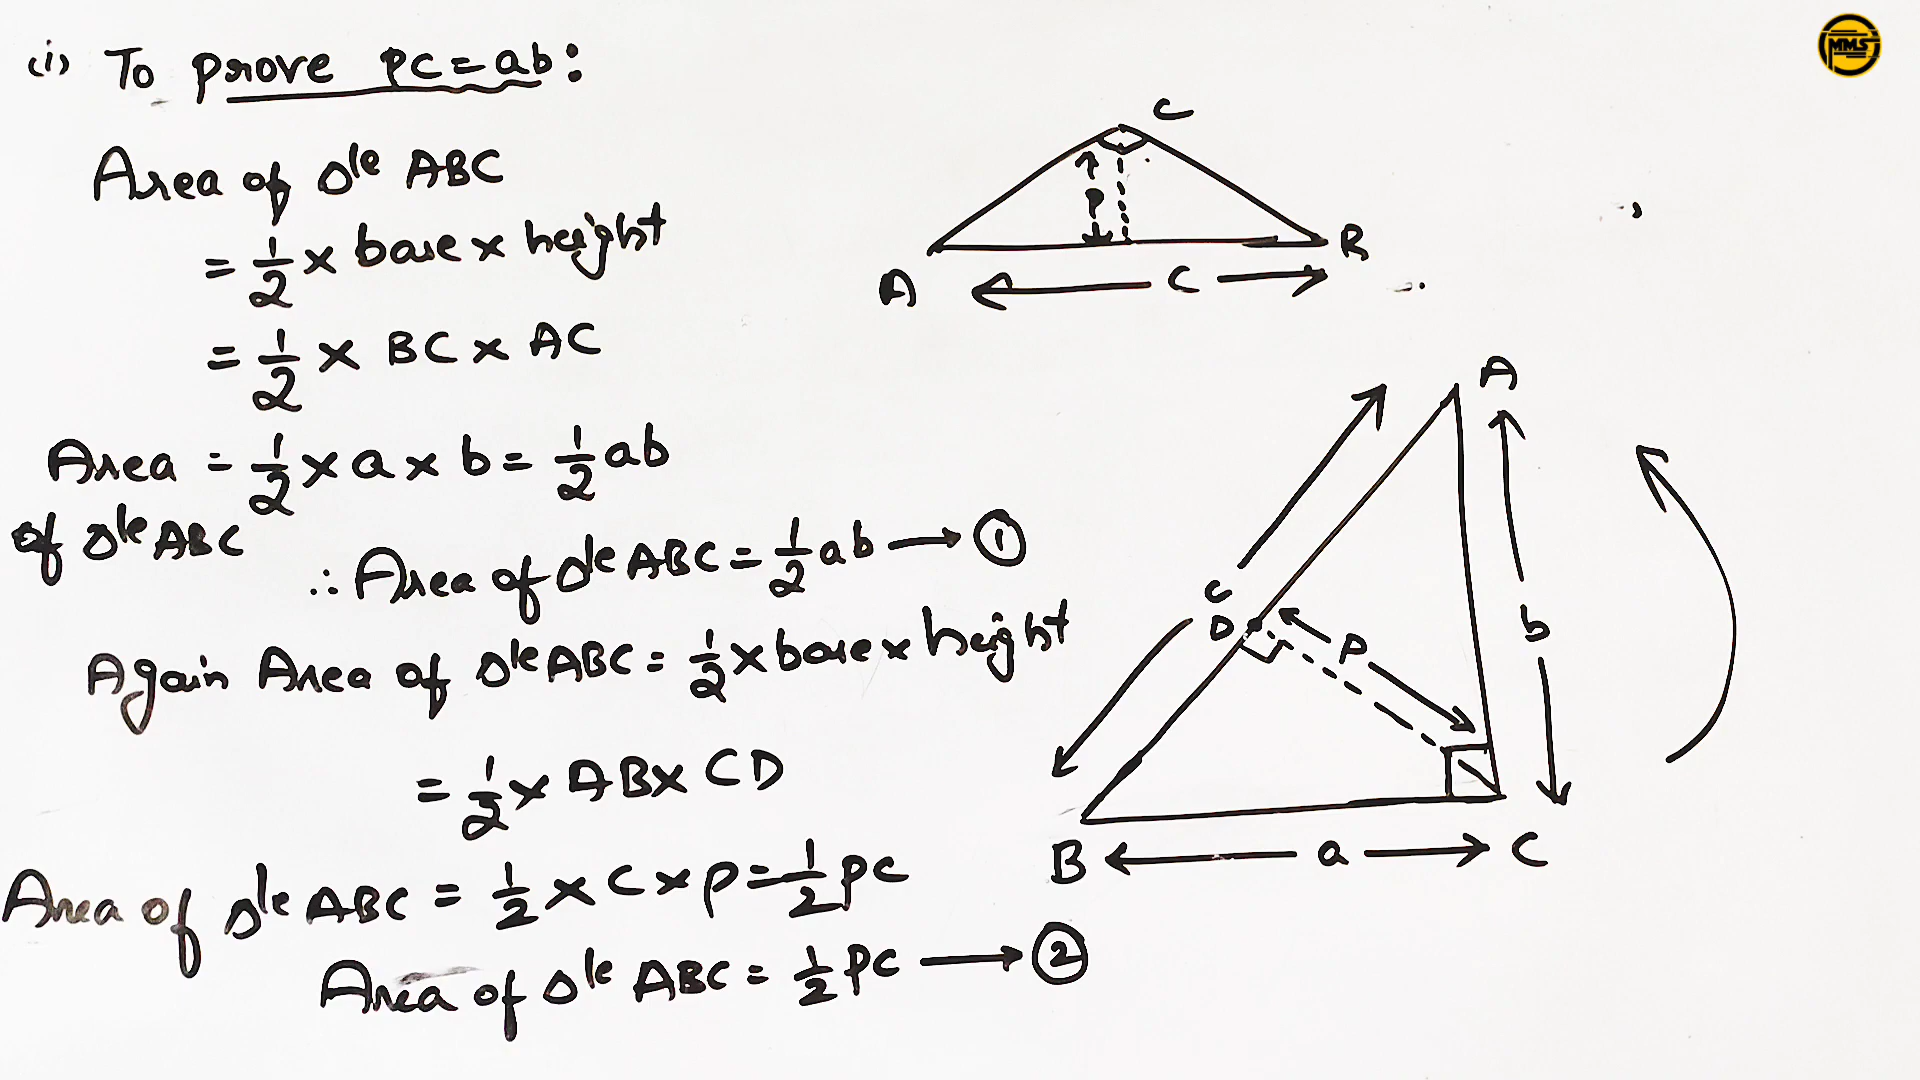 (i) To prove pc = ab:
Area of Δle ABC
= 1/2 × base × height
= 1/2 × BC × AC
Area = 1/2 × a × b = 1/2 ab
of Δle ABC
∴ Area of Δle ABC = 1/2 ab → ①
Again Area of Δle ABC = 1/2 × base × height
= 1/2 × AB × CD
Area of Δle ABC = 1/2 × c × p = 1/2 pc
Area of Δle ABC = 1/2 pc → ②
MMS
C
P
A
B
C
A
C
D
P
b
B
a
C